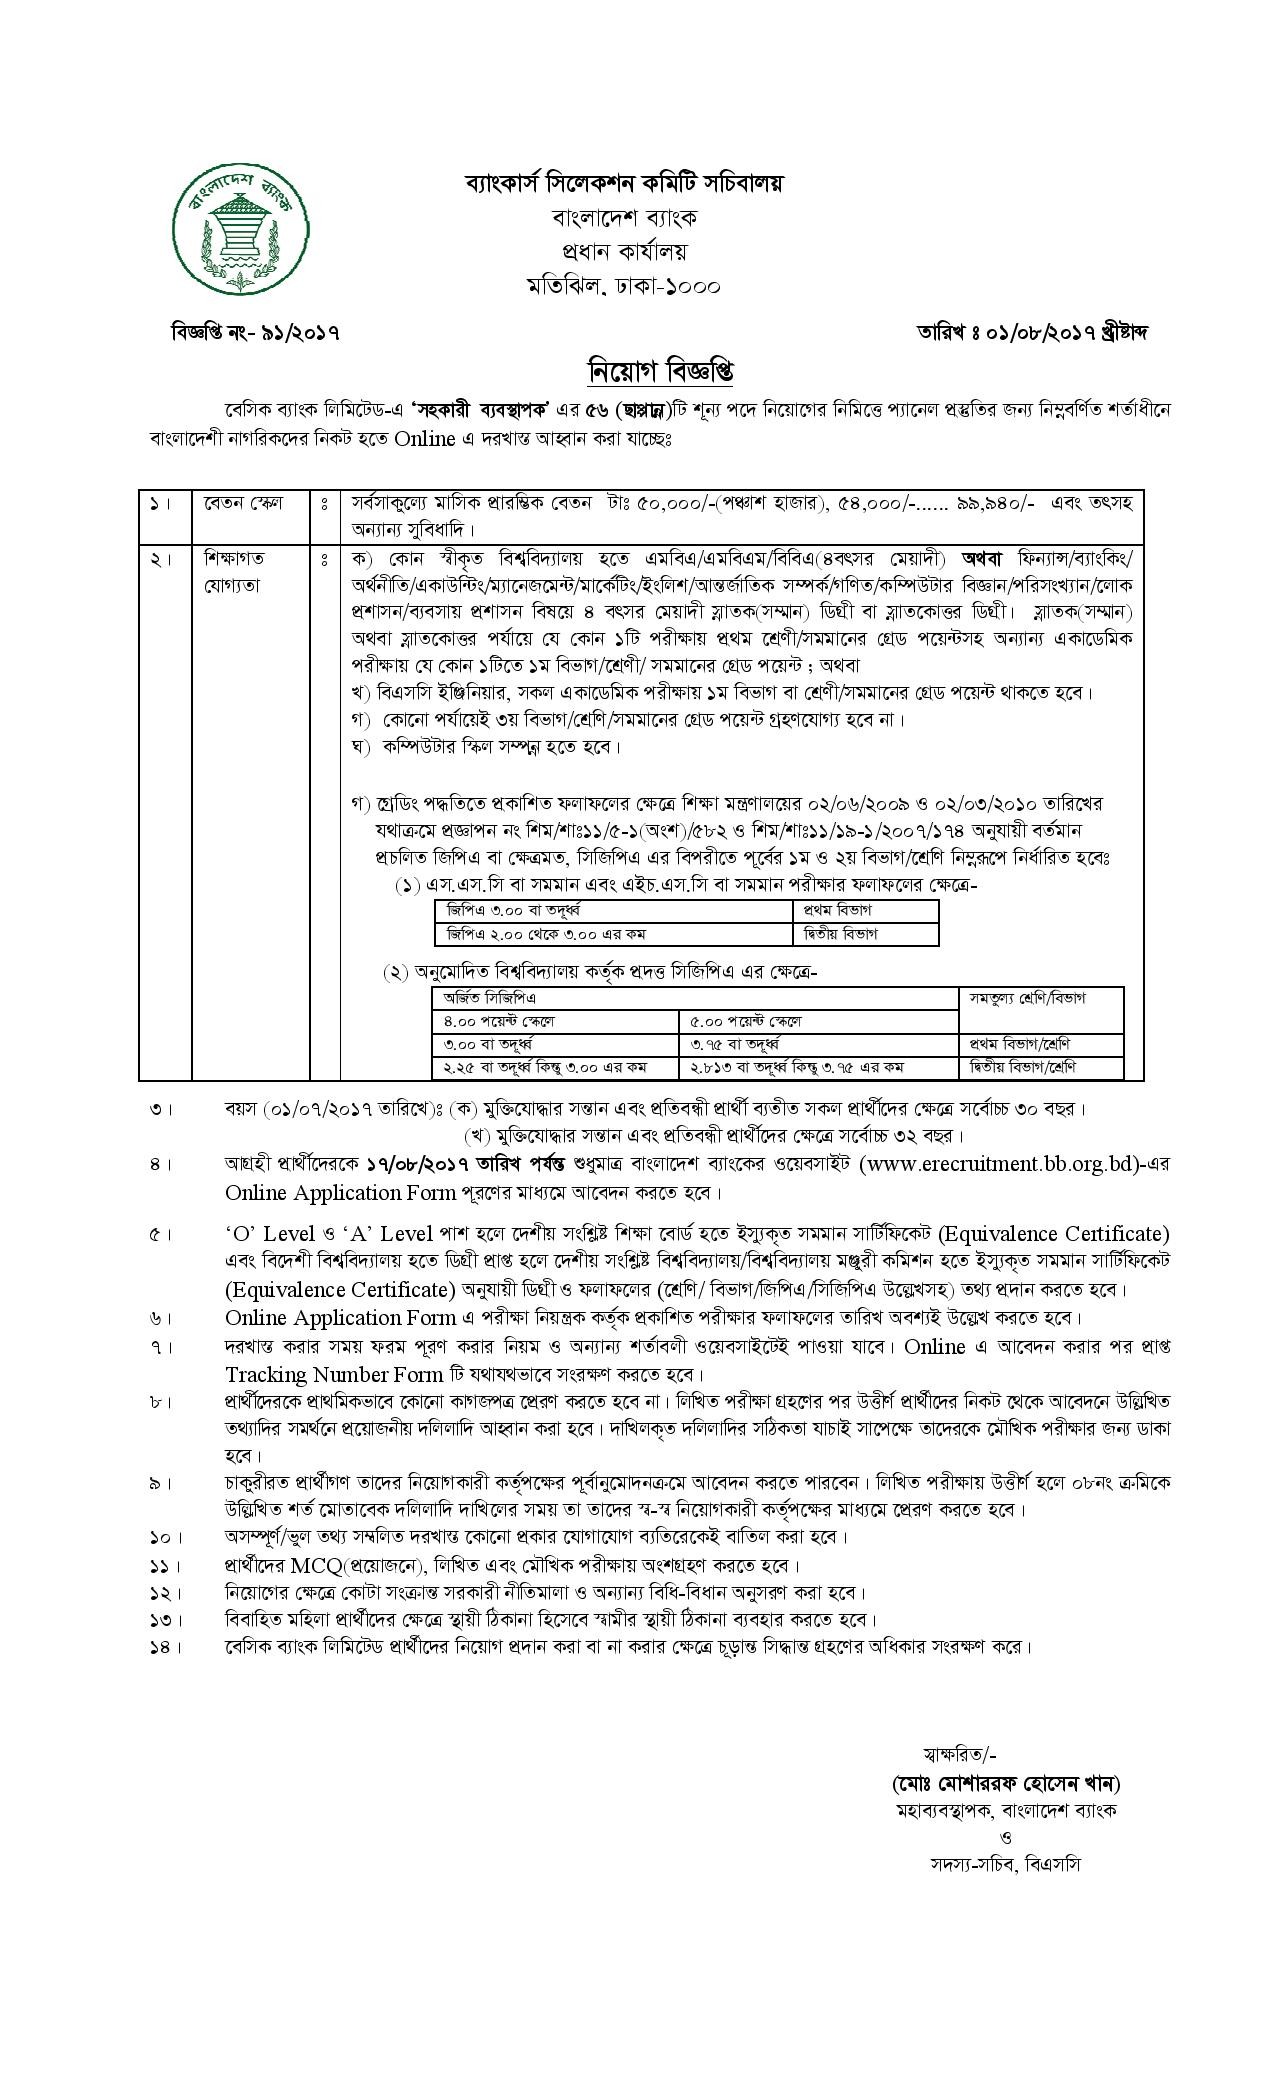 বাংলাদেশ ব্যাংক
ব্যাংকার্স সিলেকশন কমিটি সচিবালয়
বাংলাদেশ ব্যাংক
প্রধান কার্যালয়
মতিঝিল, ঢাকা-১০০০
বিজ্ঞপ্তি নং- ৯১/২০১৭ তারিখ ঃ ০১/০৮/২০১৭ খ্রীষ্টাব্দ
নিয়োগ বিজ্ঞপ্তি
বেসিক ব্যাংক লিমিটেড-এ ‘সহকারী ব্যবস্থাপক’ এর ৫৬ (ছাপ্পান্ন)টি শূন্য পদে নিয়োগের নিমিত্তে প্যানেল প্রস্তুতির জন্য নিম্নবর্ণিত শর্তাধীনে
বাংলাদেশী নাগরিকদের নিকট হতে Online এ দরখাস্ত আহ্বান করা যাচ্ছেঃ
১। বেতন স্কেল ঃ সর্বসাকুল্যে মাসিক প্রারম্ভিক বেতন টাঃ ৫০,০০০/-(পঞ্চাশ হাজার), ৫৪,০০০/-...... ৯৯,৯৪০/- এবং তৎসহ
অন্যান্য সুবিধাদি।
২। শিক্ষাগত যোগ্যতা ঃ ক) কোন স্বীকৃত বিশ্ববিদ্যালয় হতে এমবিএ/এমবিএম/বিবিএ(৪বৎসর মেয়াদী) অথবা ফিন্যান্স/ব্যাংকিং/
অর্থনীতি/একাউন্টিং/ম্যানেজমেন্ট/মার্কেটিং/ইংলিশ/আন্তর্জাতিক সম্পর্ক/গণিত/কম্পিউটার বিজ্ঞান/পরিসংখ্যান/লোক
প্রশাসন/ব্যবসায় প্রশাসন বিষয়ে ৪ বৎসর মেয়াদী স্নাতক(সম্মান) ডিগ্রী বা স্নাতকোত্তর ডিগ্রী। স্নাতক(সম্মান)
অথবা স্নাতকোত্তর পর্যায়ে যে কোন ১টি পরীক্ষায় প্রথম শ্রেণী/সমমানের গ্রেড পয়েন্টসহ অন্যান্য একাডেমিক
পরীক্ষায় যে কোন ১টিতে ১ম বিভাগ/শ্রেণী/ সমমানের গ্রেড পয়েন্ট ; অথবা
খ) বিএসসি ইঞ্জিনিয়ার, সকল একাডেমিক পরীক্ষায় ১ম বিভাগ বা শ্রেণী/সমমানের গ্রেড পয়েন্ট থাকতে হবে।
গ) কোনো পর্যায়েই ৩য় বিভাগ/শ্রেণি/সমমানের গ্রেড পয়েন্ট গ্রহণযোগ্য হবে না।
ঘ) কম্পিউটার স্কিল সম্পন্ন হতে হবে।
গ) গ্রেডিং পদ্ধতিতে প্রকাশিত ফলাফলের ক্ষেত্রে শিক্ষা মন্ত্রণালয়ের ০২/০৬/২০০৯ ও ০২/০৩/২০১০ তারিখের
যথাক্রমে প্রজ্ঞাপন নং শিম/শাঃ১১/৫-১(অংশ)/৫৮২ ও শিম/শাঃ১১/১৯-১/২০০৭/১৭৪ অনুযায়ী বর্তমান
প্রচলিত জিপিএ বা ক্ষেত্রমত, সিজিপিএ এর বিপরীতে পূর্বের ১ম ও ২য় বিভাগ/শ্রেণি নিম্নরূপে নির্ধারিত হবেঃ
(১) এস.এস.সি বা সমমান এবং এইচ.এস.সি বা সমমান পরীক্ষার ফলাফলের ক্ষেত্রে-
জিপিএ ৩.০০ বা তদূর্ধ্ব প্রথম বিভাগ
জিপিএ ২.০০ থেকে ৩.০০ এর কম দ্বিতীয় বিভাগ
(২) অনুমোদিত বিশ্ববিদ্যালয় কর্তৃক প্রদত্ত সিজিপিএ এর ক্ষেত্রে-
অর্জিত সিজিপিএ সমতুল্য শ্রেণি/বিভাগ
৪.০০ পয়েন্ট স্কেলে ৫.০০ পয়েন্ট স্কেলে
৩.০০ বা তদূর্ধ্ব ৩.৭৫ বা তদূর্ধ্ব প্রথম বিভাগ/শ্রেণি
২.২৫ বা তদূর্ধ্ব কিন্তু ৩.০০ এর কম ২.৮১৩ বা তদূর্ধ্ব কিন্তু ৩.৭৫ এর কম দ্বিতীয় বিভাগ/শ্রেণি
৩। বয়স (০১/০৭/২০১৭ তারিখে)ঃ (ক) মুক্তিযোদ্ধার সন্তান এবং প্রতিবন্ধী প্রার্থী ব্যতীত সকল প্রার্থীদের ক্ষেত্রে সর্বোচ্চ ৩০ বছর।
(খ) মুক্তিযোদ্ধার সন্তান এবং প্রতিবন্ধী প্রার্থীদের ক্ষেত্রে সর্বোচ্চ ৩২ বছর।
৪। আগ্রহী প্রার্থীদেরকে ১৭/০৮/২০১৭ তারিখ পর্যন্ত শুধুমাত্র বাংলাদেশ ব্যাংকের ওয়েবসাইট (www.erecruitment.bb.org.bd)-এর
Online Application Form পূরণের মাধ্যমে আবেদন করতে হবে।
৫। ‘O’ Level ও ‘A’ Level পাশ হলে দেশীয় সংশ্লিষ্ট শিক্ষা বোর্ড হতে ইস্যুকৃত সমমান সার্টিফিকেট (Equivalence Certificate)
এবং বিদেশী বিশ্ববিদ্যালয় হতে ডিগ্রী প্রাপ্ত হলে দেশীয় সংশ্লিষ্ট বিশ্ববিদ্যালয়/বিশ্ববিদ্যালয় মঞ্জুরী কমিশন হতে ইস্যুকৃত সমমান সার্টিফিকেট
(Equivalence Certificate) অনুযায়ী ডিগ্রী ও ফলাফলের (শ্রেণি/ বিভাগ/জিপিএ/সিজিপিএ উল্লেখসহ) তথ্য প্রদান করতে হবে।
৬। Online Application Form এ পরীক্ষা নিয়ন্ত্রক কর্তৃক প্রকাশিত পরীক্ষার ফলাফলের তারিখ অবশ্যই উল্লেখ করতে হবে।
৭। দরখাস্ত করার সময় ফরম পূরণ করার নিয়ম ও অন্যান্য শর্তাবলী ওয়েবসাইটেই পাওয়া যাবে। Online এ আবেদন করার পর প্রাপ্ত
Tracking Number Form টি যথাযথভাবে সংরক্ষণ করতে হবে।
৮। প্রার্থীদেরকে প্রাথমিকভাবে কোনো কাগজপত্র প্রেরণ করতে হবে না। লিখিত পরীক্ষা গ্রহণের পর উত্তীর্ণ প্রার্থীদের নিকট থেকে আবেদনে উল্লিখিত
তথ্যাদির সমর্থনে প্রয়োজনীয় দলিলাদি আহ্বান করা হবে। দাখিলকৃত দলিলাদির সঠিকতা যাচাই সাপেক্ষে তাদেরকে মৌখিক পরীক্ষার জন্য ডাকা
হবে।
৯। চাকুরীরত প্রার্থীগণ তাদের নিয়োগকারী কর্তৃপক্ষের পূর্বানুমোদনক্রমে আবেদন করতে পারবেন। লিখিত পরীক্ষায় উত্তীর্ণ হলে ০৮নং ক্রমিকে
উল্লিখিত শর্ত মোতাবেক দলিলাদি দাখিলের সময় তা তাদের স্ব-স্ব নিয়োগকারী কর্তৃপক্ষের মাধ্যমে প্রেরণ করতে হবে।
১০। অসম্পূর্ণ/ভুল তথ্য সম্বলিত দরখাস্ত কোনো প্রকার যোগাযোগ ব্যতিরেকেই বাতিল করা হবে।
১১। প্রার্থীদের MCQ(প্রয়োজনে), লিখিত এবং মৌখিক পরীক্ষায় অংশগ্রহণ করতে হবে।
১২। নিয়োগের ক্ষেত্রে কোটা সংক্রান্ত সরকারী নীতিমালা ও অন্যান্য বিধি-বিধান অনুসরণ করা হবে।
১৩। বিবাহিত মহিলা প্রার্থীদের ক্ষেত্রে স্থায়ী ঠিকানা হিসেবে স্বামীর স্থায়ী ঠিকানা ব্যবহার করতে হবে।
১৪। বেসিক ব্যাংক লিমিটেড প্রার্থীদের নিয়োগ প্রদান করা বা না করার ক্ষেত্রে চূড়ান্ত সিদ্ধান্ত গ্রহণের অধিকার সংরক্ষণ করে।
স্বাক্ষরিত/-
(মোঃ মোশাররফ হোসেন খান)
মহাব্যবস্থাপক, বাংলাদেশ ব্যাংক
ও
সদস্য-সচিব, বিএসসি